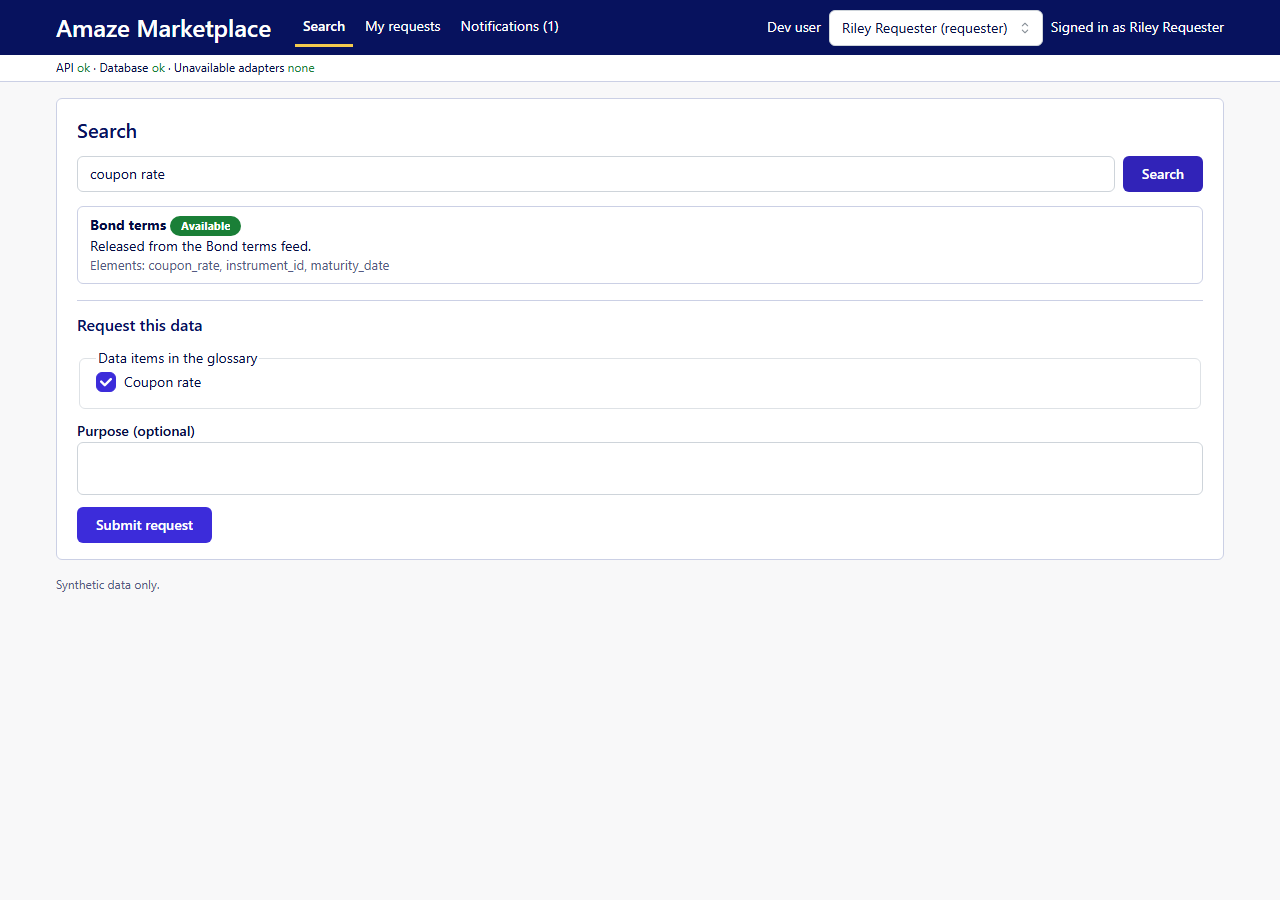 Amaze Marketplace Search My requests Notifications (1) Dev user Riley Requester (requester) Signed in as Riley Requester
API ok · Database ok · Unavailable adapters none
Search
coupon rate Search
Bond terms Available
Released from the Bond terms feed.
Elements: coupon_rate, instrument_id, maturity_date
Request this data
Data items in the glossary
Coupon rate
Purpose (optional)
Submit request
Synthetic data only.